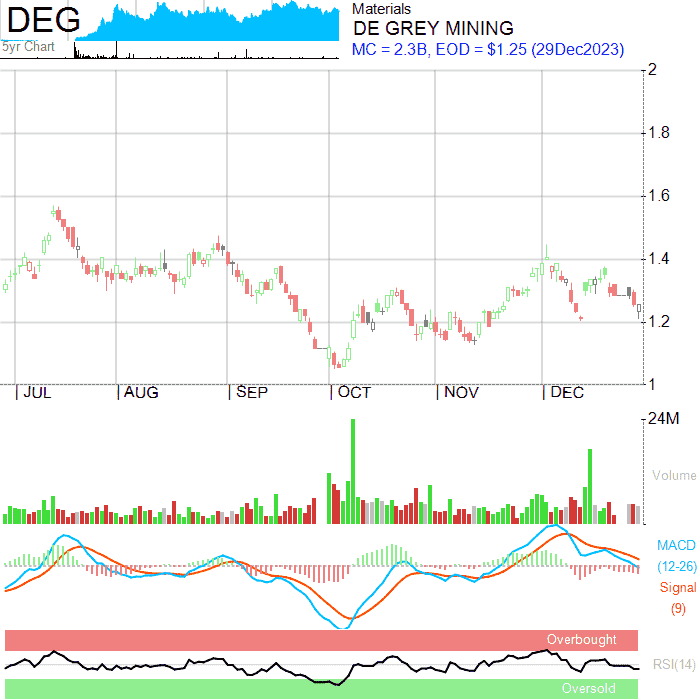 DEG
5yr Chart
Materials
DE GREY MINING
MC = 2.3B, EOD = $1.25 (29Dec2023)
2
1.8
1.6
1.4
1.2
1
JUL AUG SEP OCT NOV DEC
24M
Volume
MACD
(12-26)
Signal
(9)
Overbought
RSI(14)
Oversold